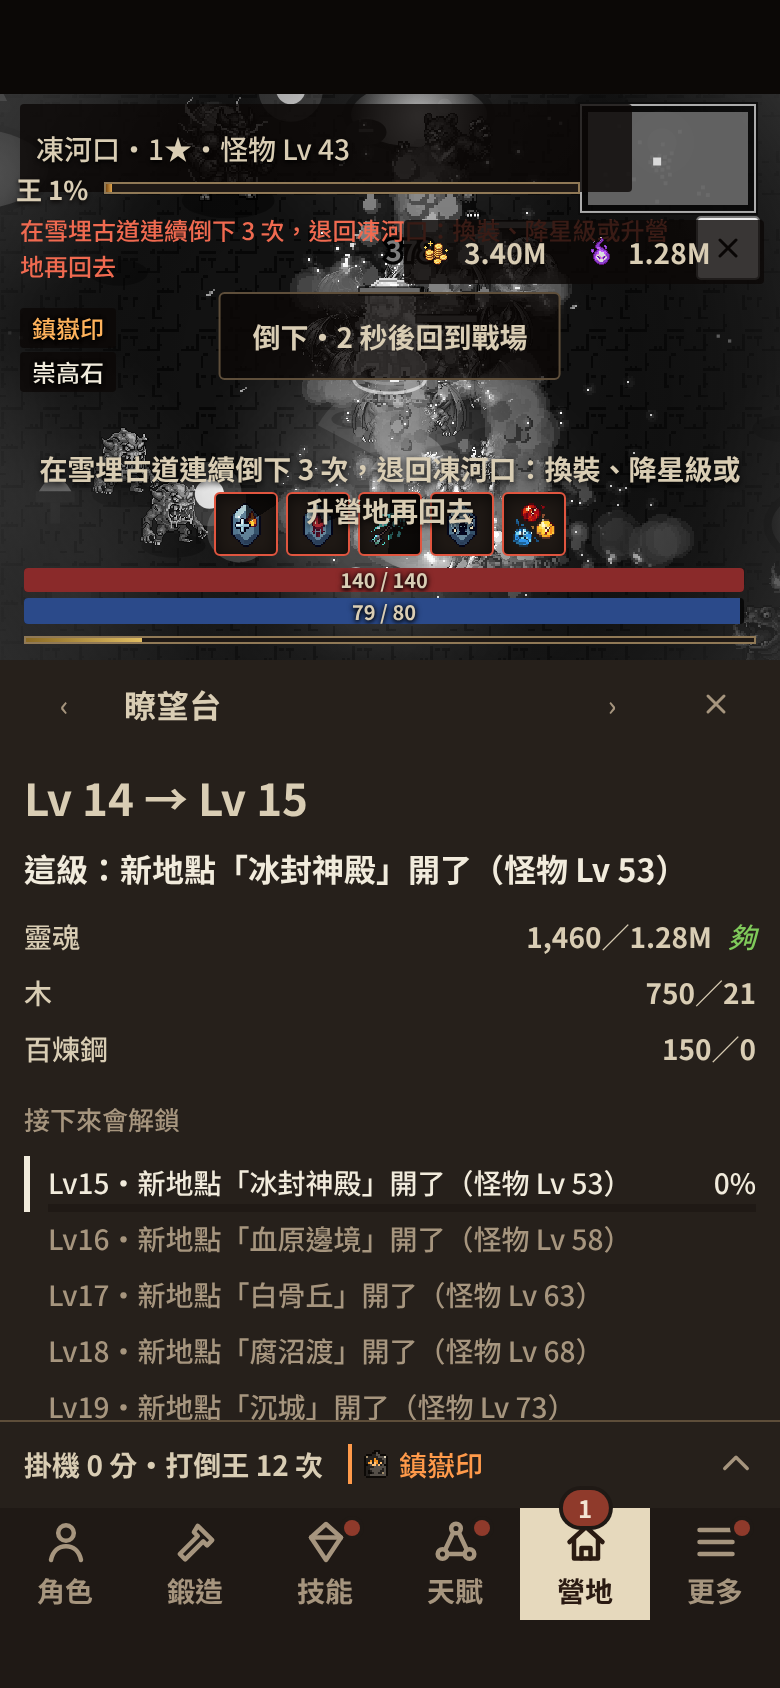 凍河口・1★・怪物 Lv 43
王 1%
在雪埋古道連續倒下 3 次，退回凍河口：換裝、降星級或升營
地再回去
3.40M
1.28M
鎮嶽印
崇高石
倒下・2 秒後回到戰場
在雪埋古道連續倒下 3 次，退回凍河口：換裝、降星級或
升營地再回去
140 / 140
79 / 80
瞭望台
Lv 14 → Lv 15
這級：新地點「冰封神殿」開了（怪物 Lv 53）
靈魂 1,460／1.28M 夠
木 750／21
百煉鋼 150／0
接下來會解鎖
Lv15・新地點「冰封神殿」開了（怪物 Lv 53） 0%
Lv16・新地點「血原邊境」開了（怪物 Lv 58）
Lv17・新地點「白骨丘」開了（怪物 Lv 63）
Lv18・新地點「腐沼渡」開了（怪物 Lv 68）
Lv19・新地點「沉城」開了（怪物 Lv 73）
掛機 0 分・打倒王 12 次 鎮嶽印
1
角色 鍛造 技能 天賦 營地 更多